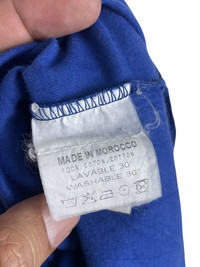 MADE IN MOROCCO
100% COTON.COTTON
LAVABLE 30°
WASHABLE 30°